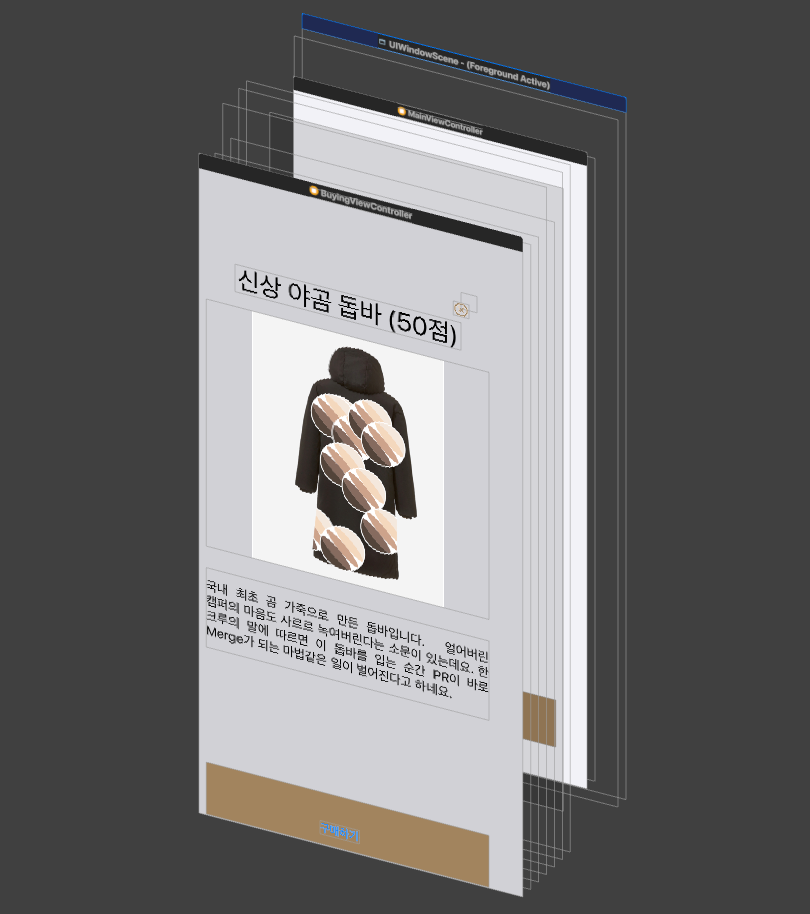 UIWindowScene - (Foreground Active)
MainViewController
BuyingViewController
신상 야곰 돕바 (50점)
국내 최초 곰 가죽으로 만든 돕바입니다. 얼어버린
캠퍼의 마음도 사르르 녹여버린다는 소문이 있는데요. 한
크루의 말에 따르면 이 돕바를 입는 순간 PR이 바로
Merge가 되는 마법같은 일이 벌어진다고 하네요.
구매하기